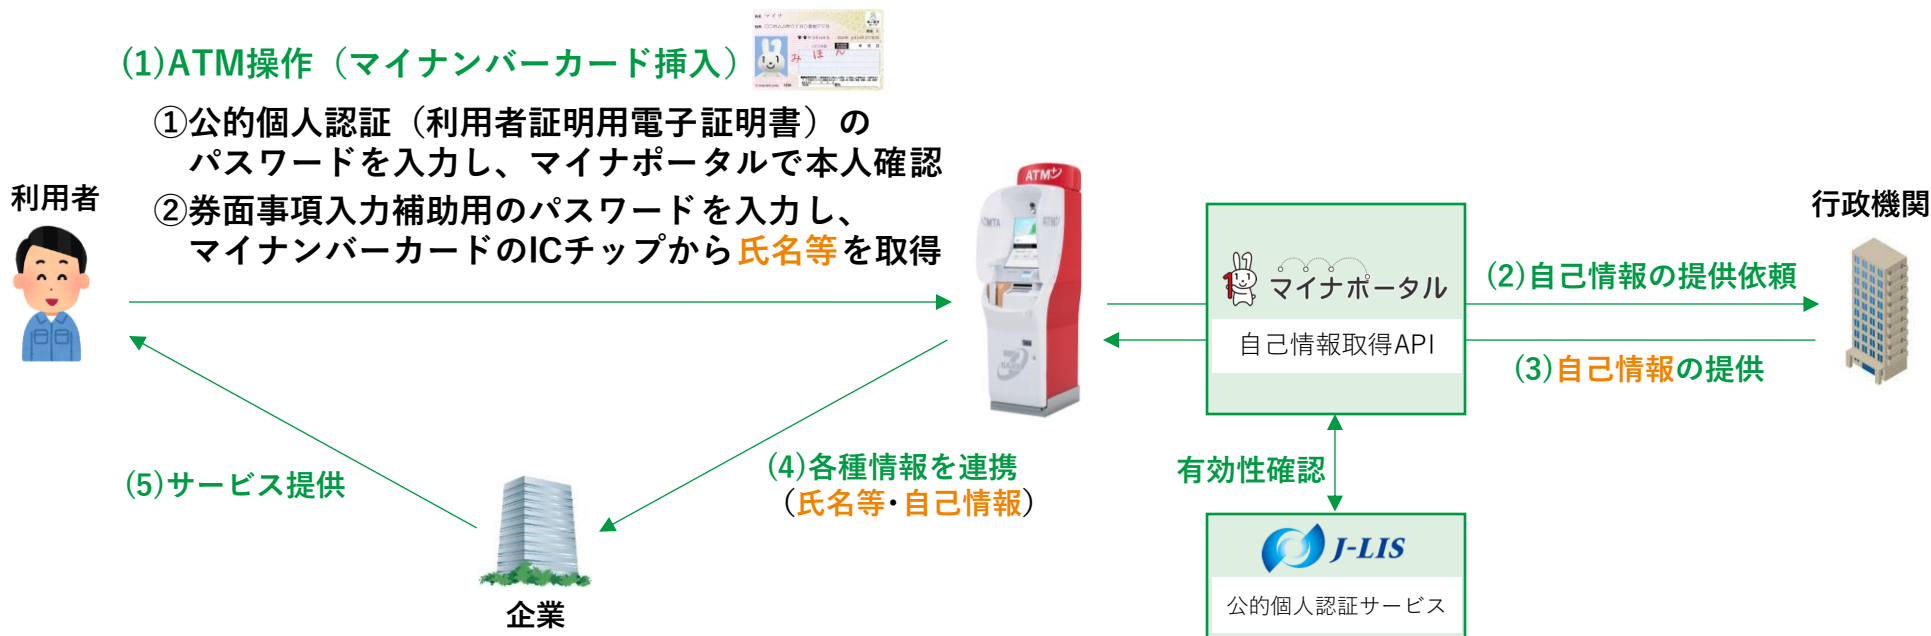 (1)ATM操作（マイナンバーカード挿入）
みほん
①公的個人認証（利用者証明用電子証明書）の
パスワードを入力し、マイナポータルで本人確認
②券面事項入力補助用のパスワードを入力し、
マイナンバーカードのICチップから氏名等を取得
利用者
ATM
行政機関
マイナポータル
自己情報取得API
(2)自己情報の提供依頼
(3)自己情報の提供
(4)各種情報を連携
（氏名等・自己情報）
(5)サービス提供
有効性確認
企業
J-LIS
公的個人認証サービス